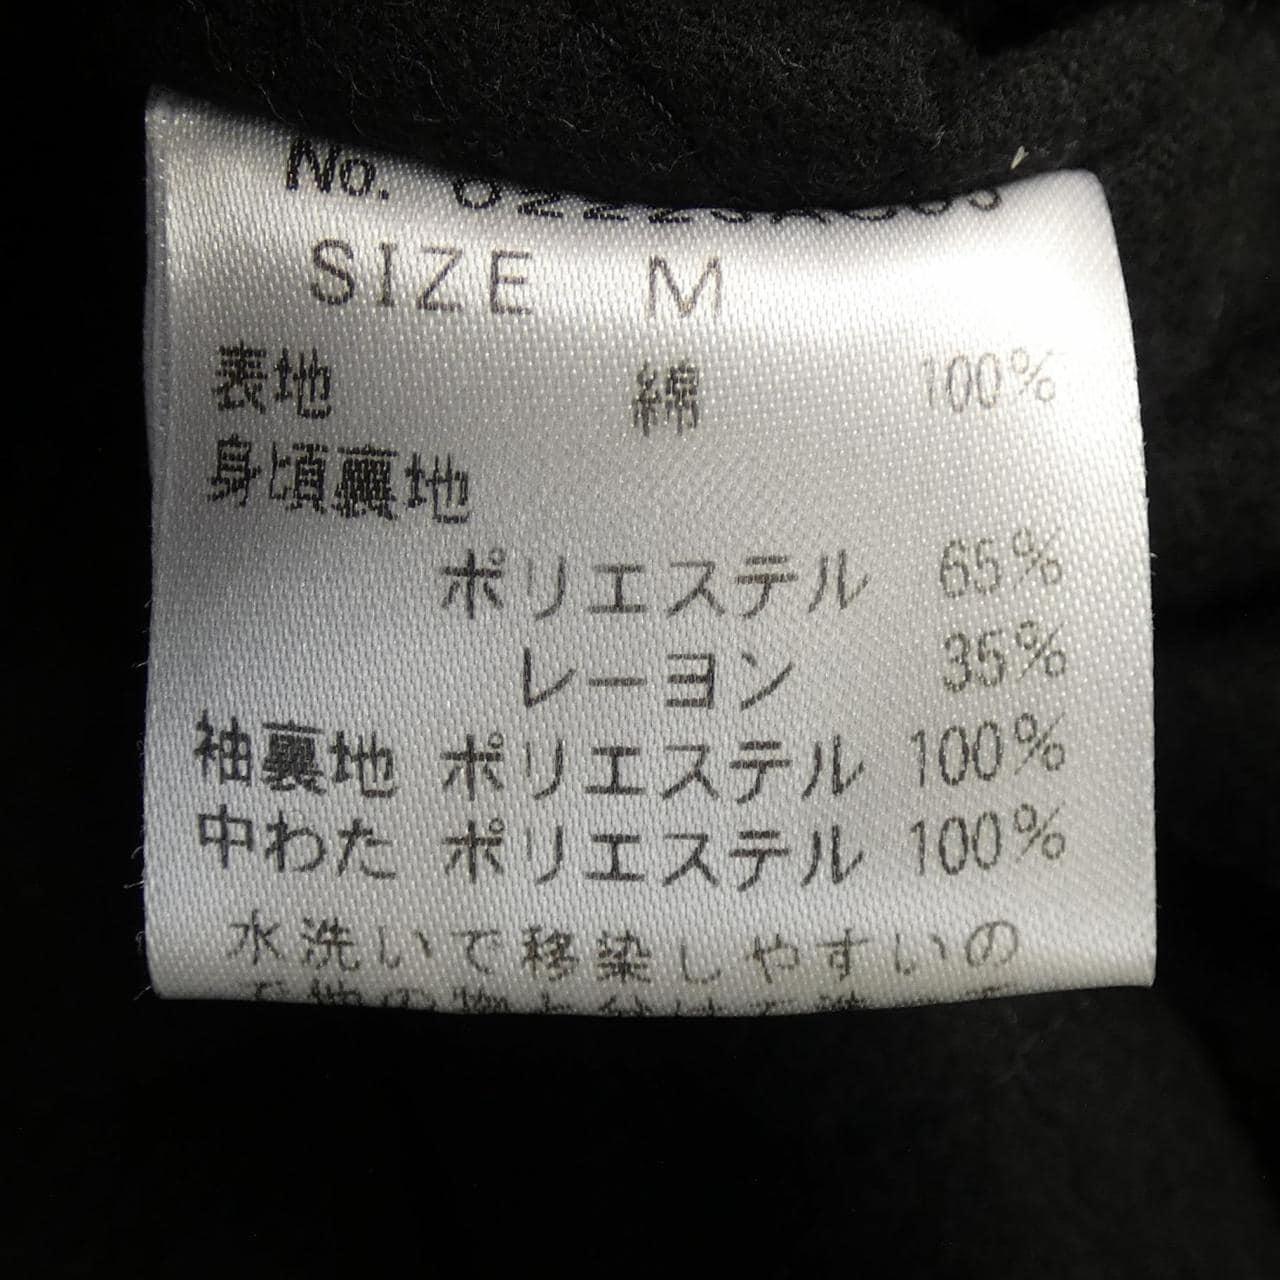 No.
SIZE M
表地 綿 100%
身頃裏地
ポリエステル 65%
レーヨン 35%
袖裏地 ポリエステル 100%
中わた ポリエステル 100%
水洗いで移染しやすいの